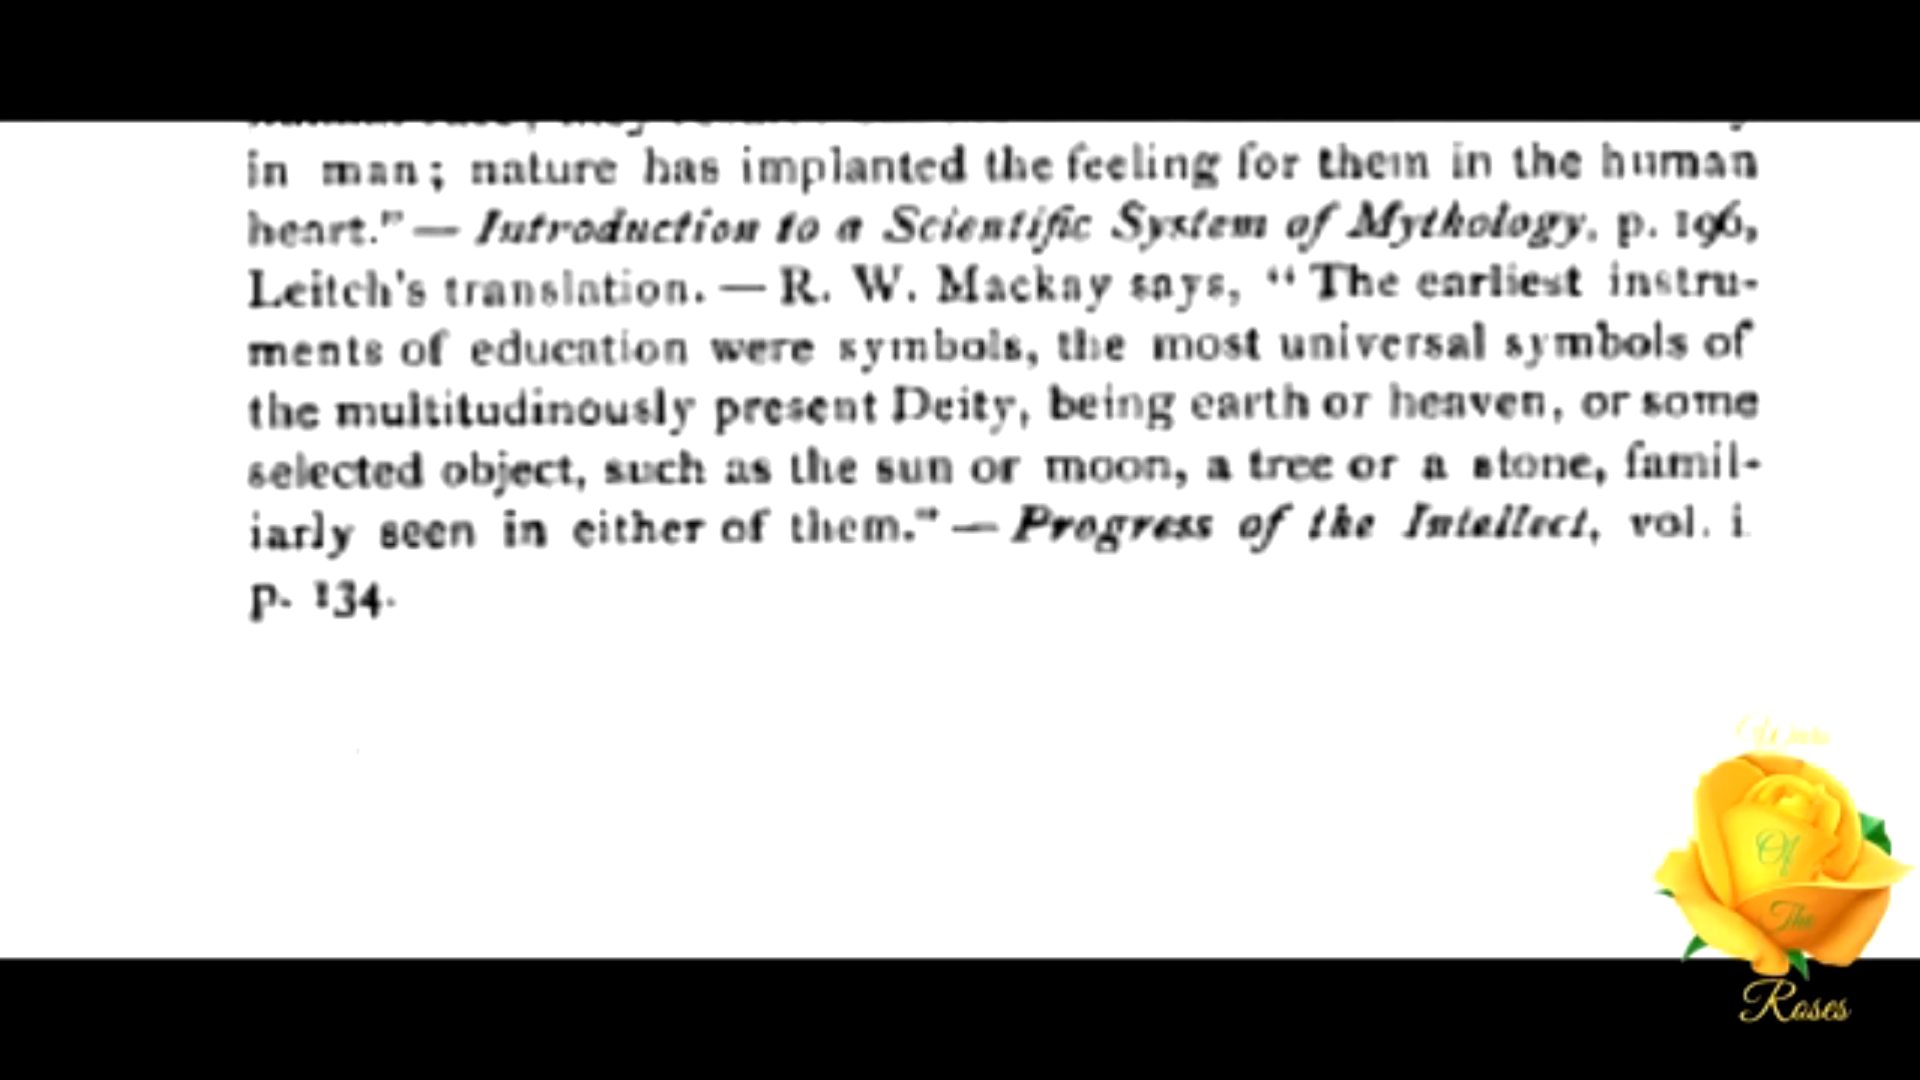 in man; nature has implanted the feeling for them in the human
heart." — Introduction to a Scientific System of Mythology, p. 196,
Leitch's translation. — R. W. Mackay says, "The earliest instru-
ments of education were symbols, the most universal symbols of
the multitudinously present Deity, being earth or heaven, or some
selected object, such as the sun or moon, a tree or a stone, famil-
iarly seen in either of them." — Progress of the Intellect, vol. i
p. 134.
Of
The
Roses